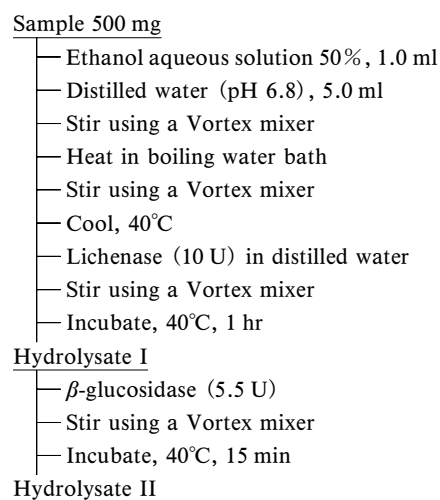 Sample 500 mg
Ethanol aqueous solution 50%, 1.0 ml
Distilled water (pH 6.8), 5.0 ml
Stir using a Vortex mixer
Heat in boiling water bath
Stir using a Vortex mixer
Cool, 40℃
Lichenase (10 U) in distilled water
Stir using a Vortex mixer
Incubate, 40℃, 1 hr
Hydrolysate I
β-glucosidase (5.5 U)
Stir using a Vortex mixer
Incubate, 40℃, 15 min
Hydrolysate II